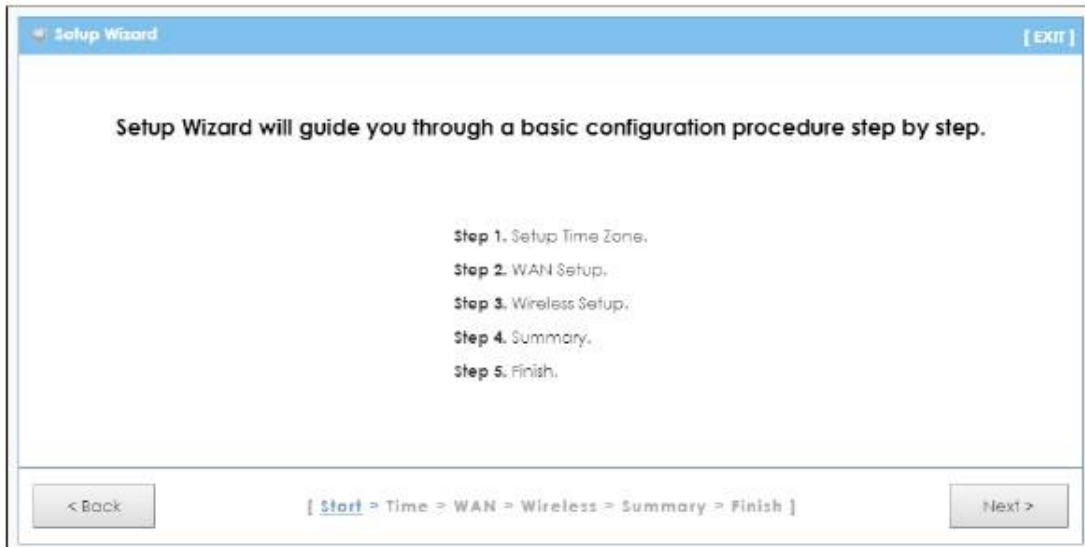 Setup Wizard
[ EXIT ]
Setup Wizard will guide you through a basic configuration procedure step by step.
Step 1. Setup Time Zone.
Step 2. WAN Setup.
Step 3. Wireless Setup.
Step 4. Summary.
Step 5. Finish.
< Back
[ Start > Time > WAN > Wireless > Summary > Finish ]
Next >